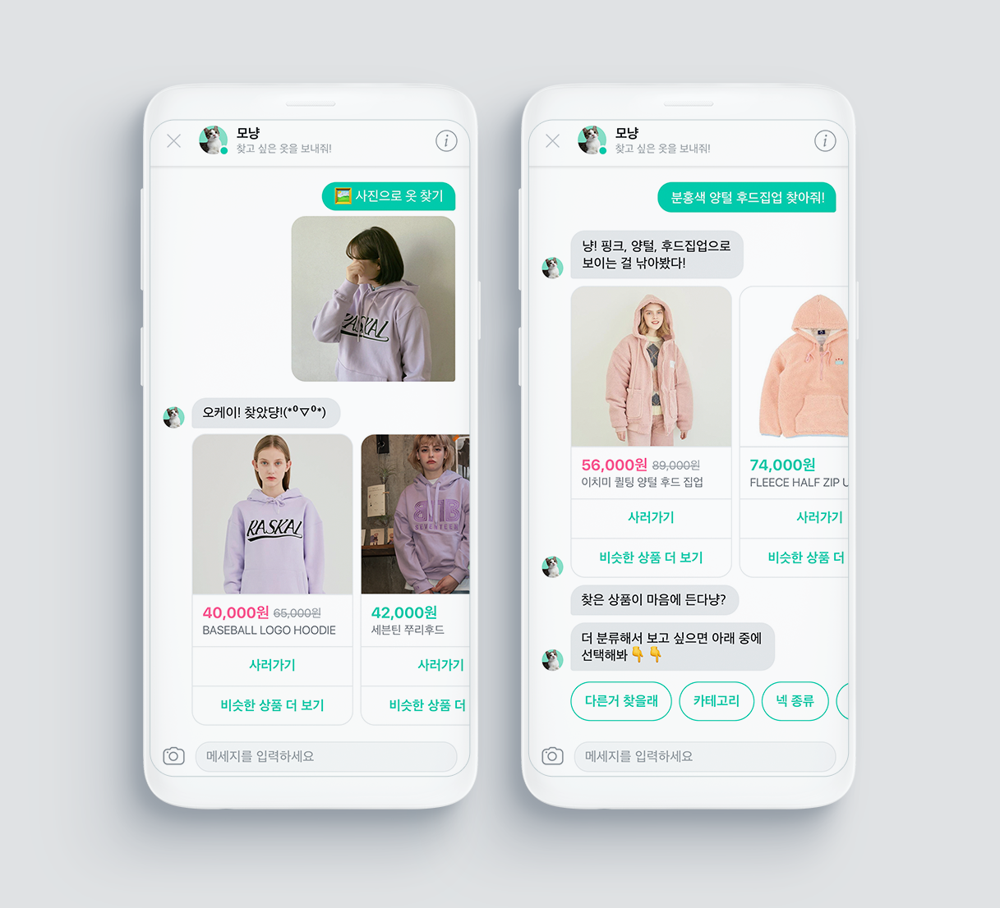 모냥
찾고 싶은 옷을 보내줘!
i
🖼️ 사진으로 옷 찾기
RASKAL
오케이! 찾았댱!(*⁰▽⁰*)
RASKAL
SEVENTEEN
40,000원 65,000원
BASEBALL LOGO HOODIE
사러가기
비슷한 상품 더 보기
42,000원
세븐틴 쭈리후드
사러가기
비슷한 상품 더
메세지를 입력하세요
모냥
찾고 싶은 옷을 보내줘!
i
분홍색 양털 후드집업 찾아줘!
냥! 핑크, 양털, 후드집업으로
보이는 걸 낚아봤다!
56,000원 89,000원
이치미 퀼팅 양털 후드 집업
사러가기
비슷한 상품 더 보기
74,000원
FLEECE HALF ZIP U
사러가기
비슷한 상품 더
찾은 상품이 마음에 든다냥?
더 분류해서 보고 싶으면 아래 중에
선택해봐 👇👇
다른거 찾을래
카테고리
넥 종류
메세지를 입력하세요